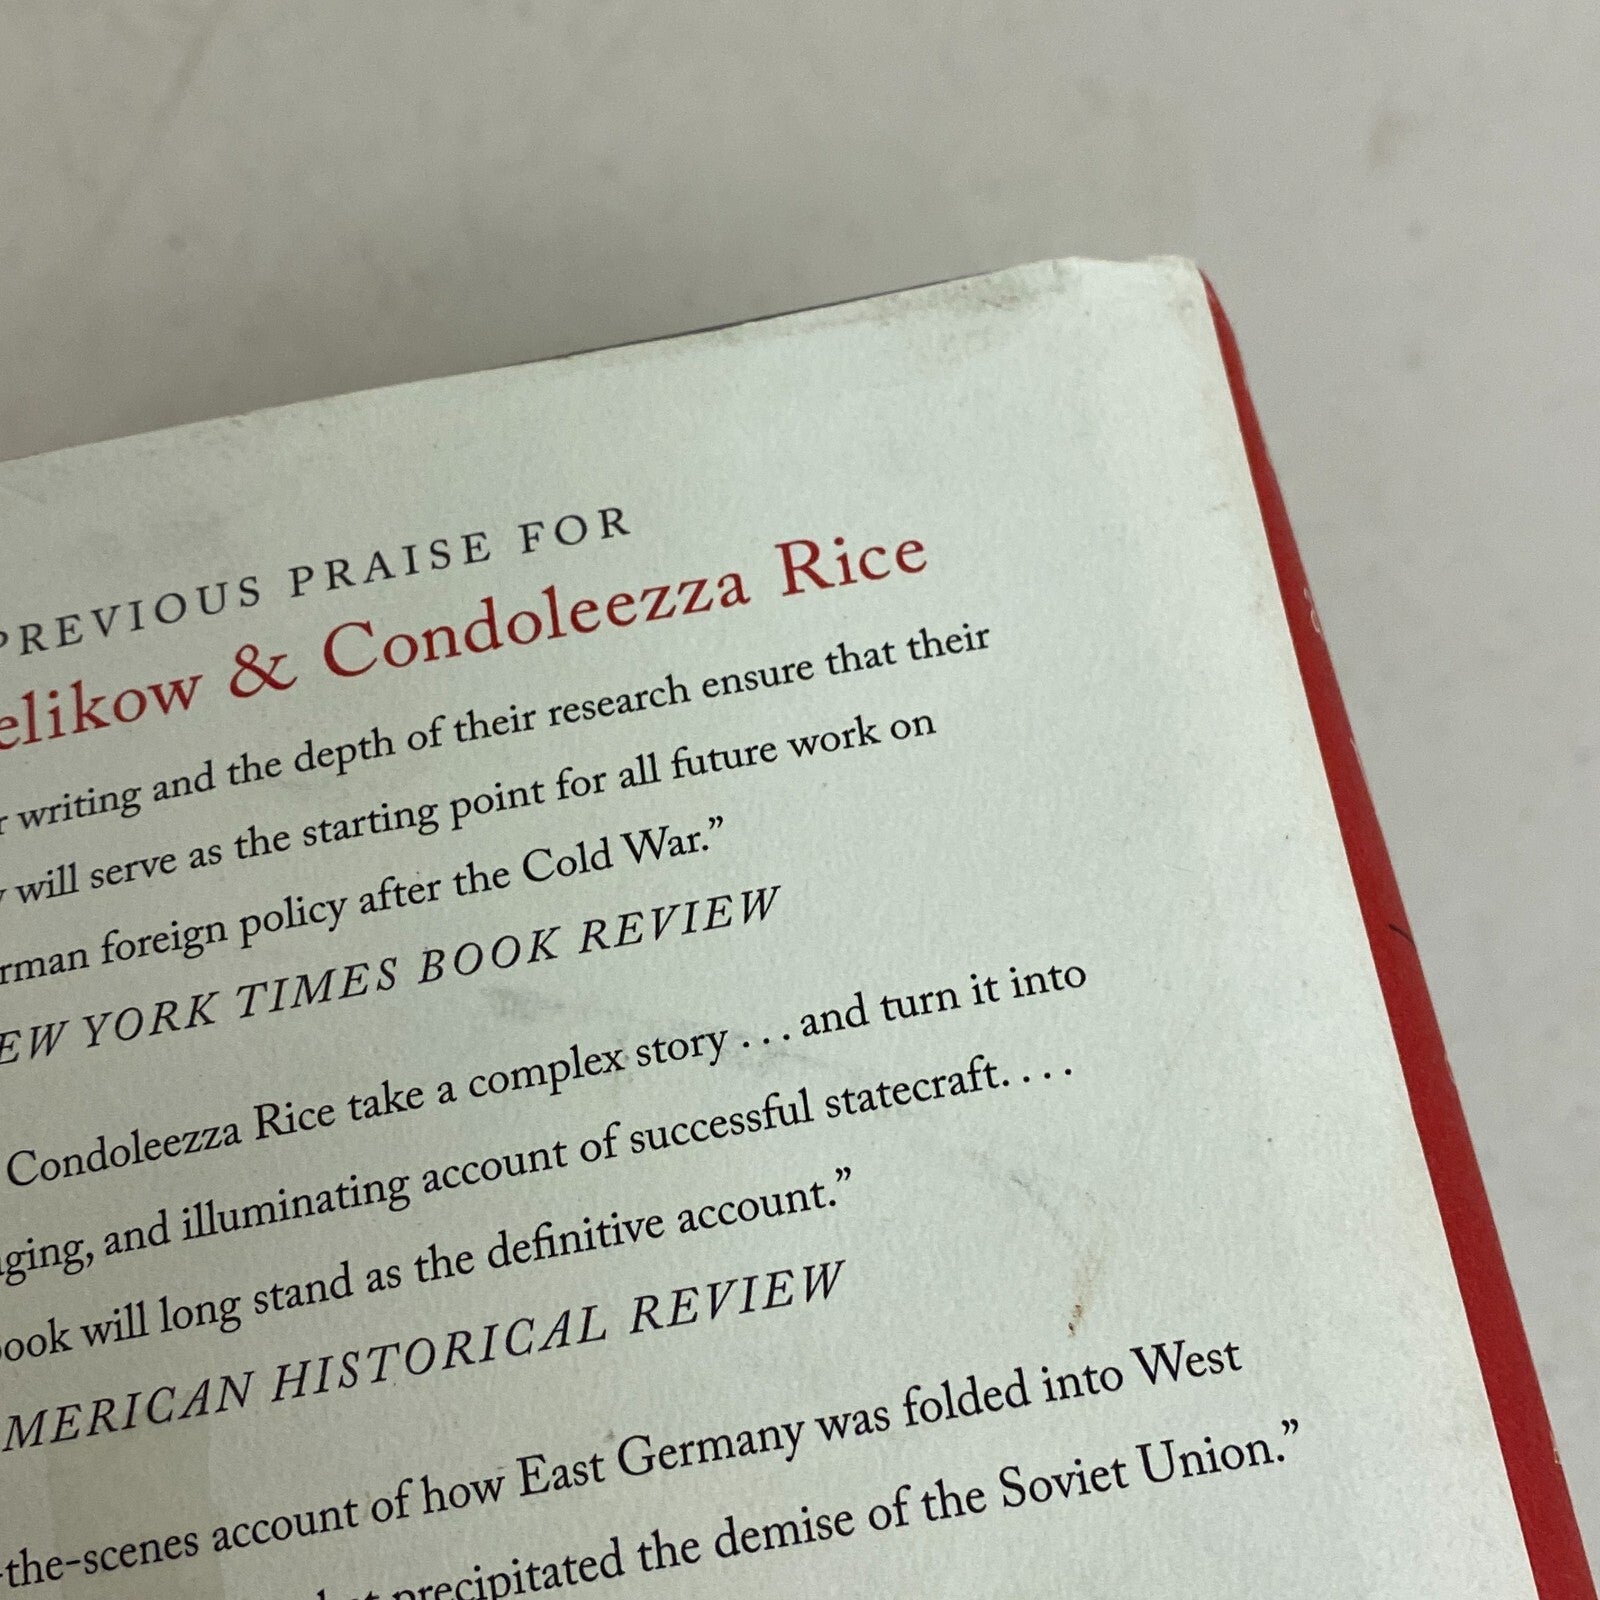 PREVIOUS PRAISE FOR
elikow & Condoleezza Rice
r writing and the depth of their research ensure that their
y will serve as the starting point for all future work on
rman foreign policy after the Cold War.”
EW YORK TIMES BOOK REVIEW
Condoleezza Rice take a complex story . . . and turn it into
ging, and illuminating account of successful statecraft. . . .
ook will long stand as the definitive account.”
MERICAN HISTORICAL REVIEW
-the-scenes account of how East Germany was folded into West
precipitated the demise of the Soviet Union.”